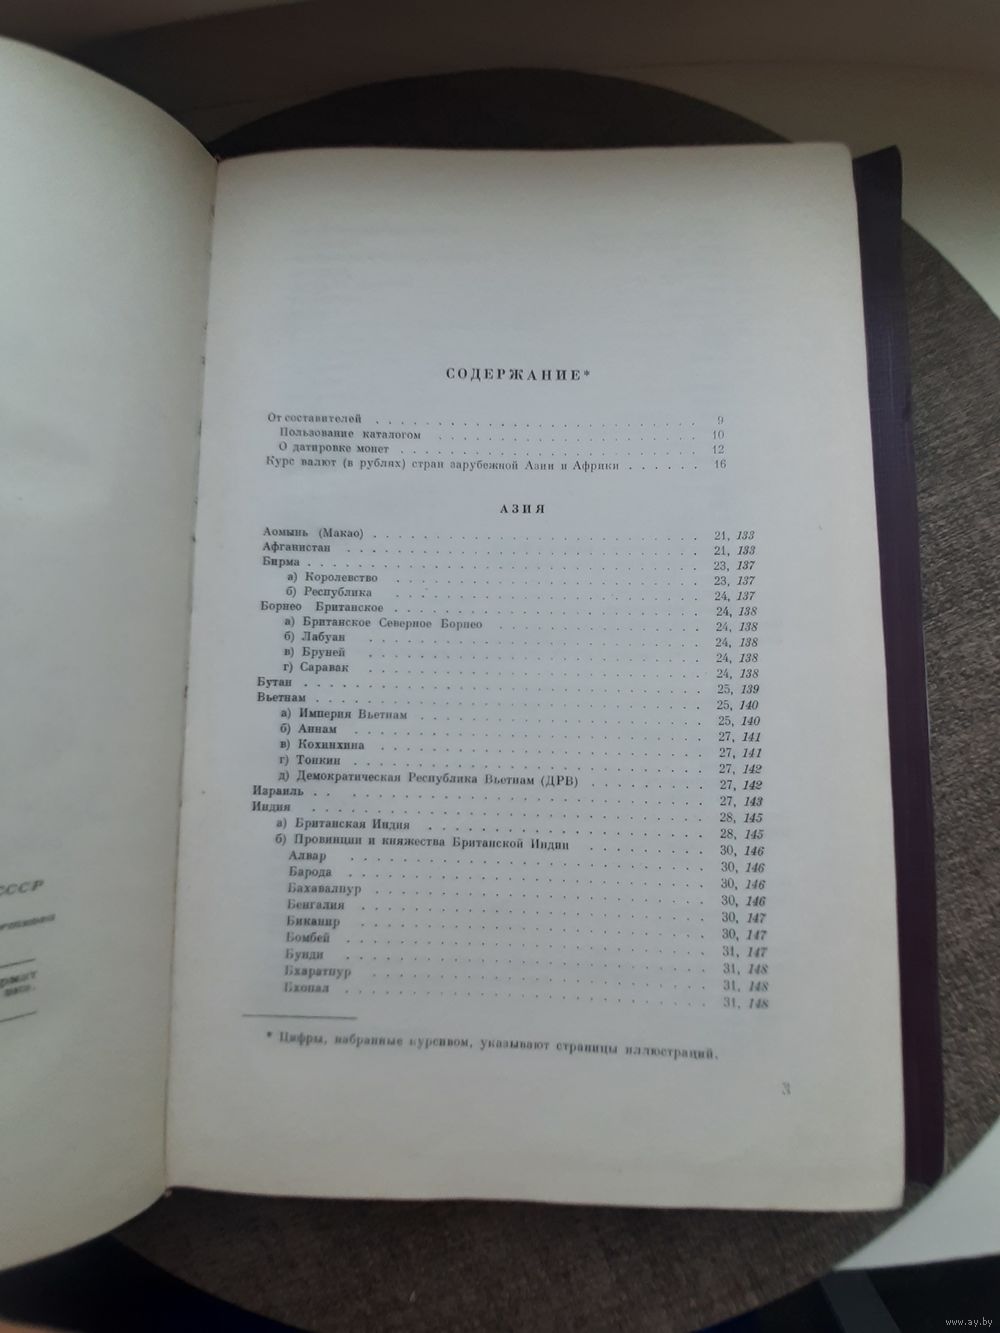 СОДЕРЖАНИЕ*
От составителей . . . . . . . . . . . . . . . . . . . . . . . . 9
Пользование каталогом . . . . . . . . . . . . . . . . . . . . 10
О датировке монет . . . . . . . . . . . . . . . . . . . . . . . 12
Курс валют (в рублях) стран зарубежной Азии и Африки . . . . . . 16
АЗИЯ
Аомынь (Макао) . . . . . . . . . . . . . . . . . . . . . . . . 21, 133
Афганистан . . . . . . . . . . . . . . . . . . . . . . . . . . 21, 133
Бирма . . . . . . . . . . . . . . . . . . . . . . . . . . . . . 23, 137
а) Королевство . . . . . . . . . . . . . . . . . . . . . . . 23, 137
б) Республика . . . . . . . . . . . . . . . . . . . . . . . 24, 137
Борнео Британское . . . . . . . . . . . . . . . . . . . . . . . 24, 138
а) Британское Северное Борнео . . . . . . . . . . . . . . . . 24, 138
б) Лабуан . . . . . . . . . . . . . . . . . . . . . . . . . 24, 138
в) Бруней . . . . . . . . . . . . . . . . . . . . . . . . . 24, 138
г) Саравак . . . . . . . . . . . . . . . . . . . . . . . . . 24, 138
Бутан . . . . . . . . . . . . . . . . . . . . . . . . . . . . . 25, 139
Вьетнам . . . . . . . . . . . . . . . . . . . . . . . . . . . . 25, 140
а) Империя Вьетнам . . . . . . . . . . . . . . . . . . . . . 25, 140
б) Аннам . . . . . . . . . . . . . . . . . . . . . . . . . . 27, 141
в) Кохинхина . . . . . . . . . . . . . . . . . . . . . . . . 27, 141
г) Тонкин . . . . . . . . . . . . . . . . . . . . . . . . . . 27, 142
д) Демократическая Республика Вьетнам (ДРВ) . . . . . . . . . 27, 142
Израиль . . . . . . . . . . . . . . . . . . . . . . . . . . . . 27, 143
Индия . . . . . . . . . . . . . . . . . . . . . . . . . . . . . 28, 145
а) Британская Индия . . . . . . . . . . . . . . . . . . . . . 28, 145
б) Провинции и княжества Британской Индии . . . . . . . . . . 30, 146
Алвар . . . . . . . . . . . . . . . . . . . . . . . . . . . 30, 146
Барода . . . . . . . . . . . . . . . . . . . . . . . . . . . 30, 146
Бахавалпур . . . . . . . . . . . . . . . . . . . . . . . . . 30, 146
Бенгалия . . . . . . . . . . . . . . . . . . . . . . . . . . 30, 147
Биканир . . . . . . . . . . . . . . . . . . . . . . . . . . 30, 147
Бомбей . . . . . . . . . . . . . . . . . . . . . . . . . . . 31, 147
Бунди . . . . . . . . . . . . . . . . . . . . . . . . . . . 31, 148
Бхаратпур . . . . . . . . . . . . . . . . . . . . . . . . . 31, 148
Бхопал . . . . . . . . . . . . . . . . . . . . . . . . . . . 31, 148
* Цифры, набранные курсивом, указывают страницы иллюстраций.
3
СССР
www.ay.by